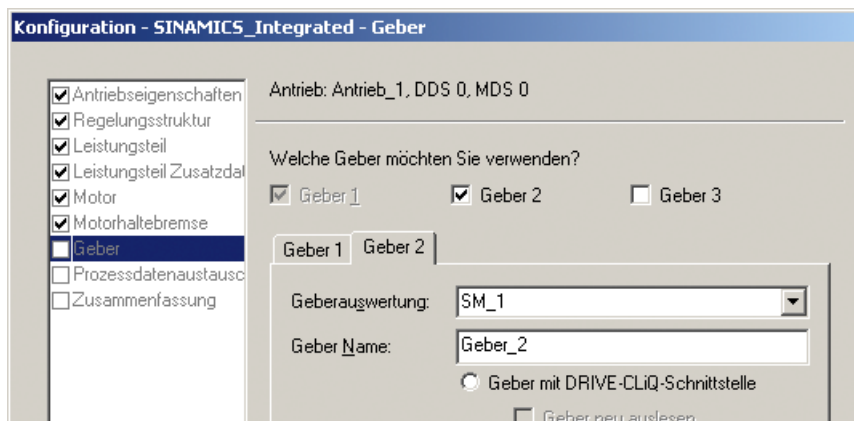 Konfiguration - SINAMICS_Integrated - Geber
Antriebseigenschaften
Regelungsstruktur
Leistungsteil
Leistungsteil Zusatzdat
Motor
Motorhaltebremse
Geber
Prozessdatenaustausc
Zusammenfassung
Antrieb: Antrieb_1, DDS 0, MDS 0
Welche Geber möchten Sie verwenden?
Geber 1 Geber 2 Geber 3
Geber 1 Geber 2
Geberauswertung: SM_1
Geber Name: Geber_2
Geber mit DRIVE-CLiQ-Schnittstelle
Geber neu auslesen